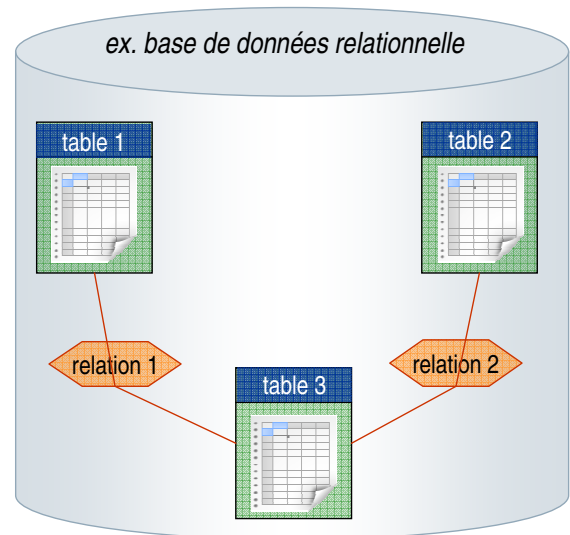 ex. base de données relationnelle
table 1
table 2
relation 1
relation 2
table 3